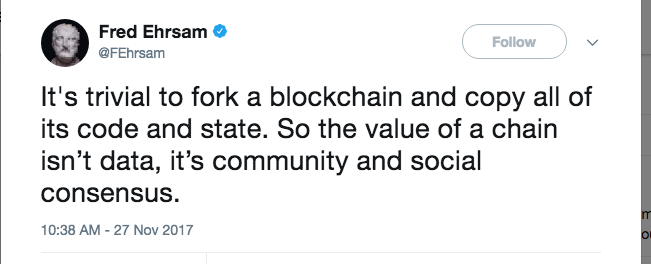 Fred Ehrsam
@FEhrsam
Follow
It's trivial to fork a blockchain and copy all of
its code and state. So the value of a chain
isn’t data, it’s community and social
consensus.
10:38 AM - 27 Nov 2017